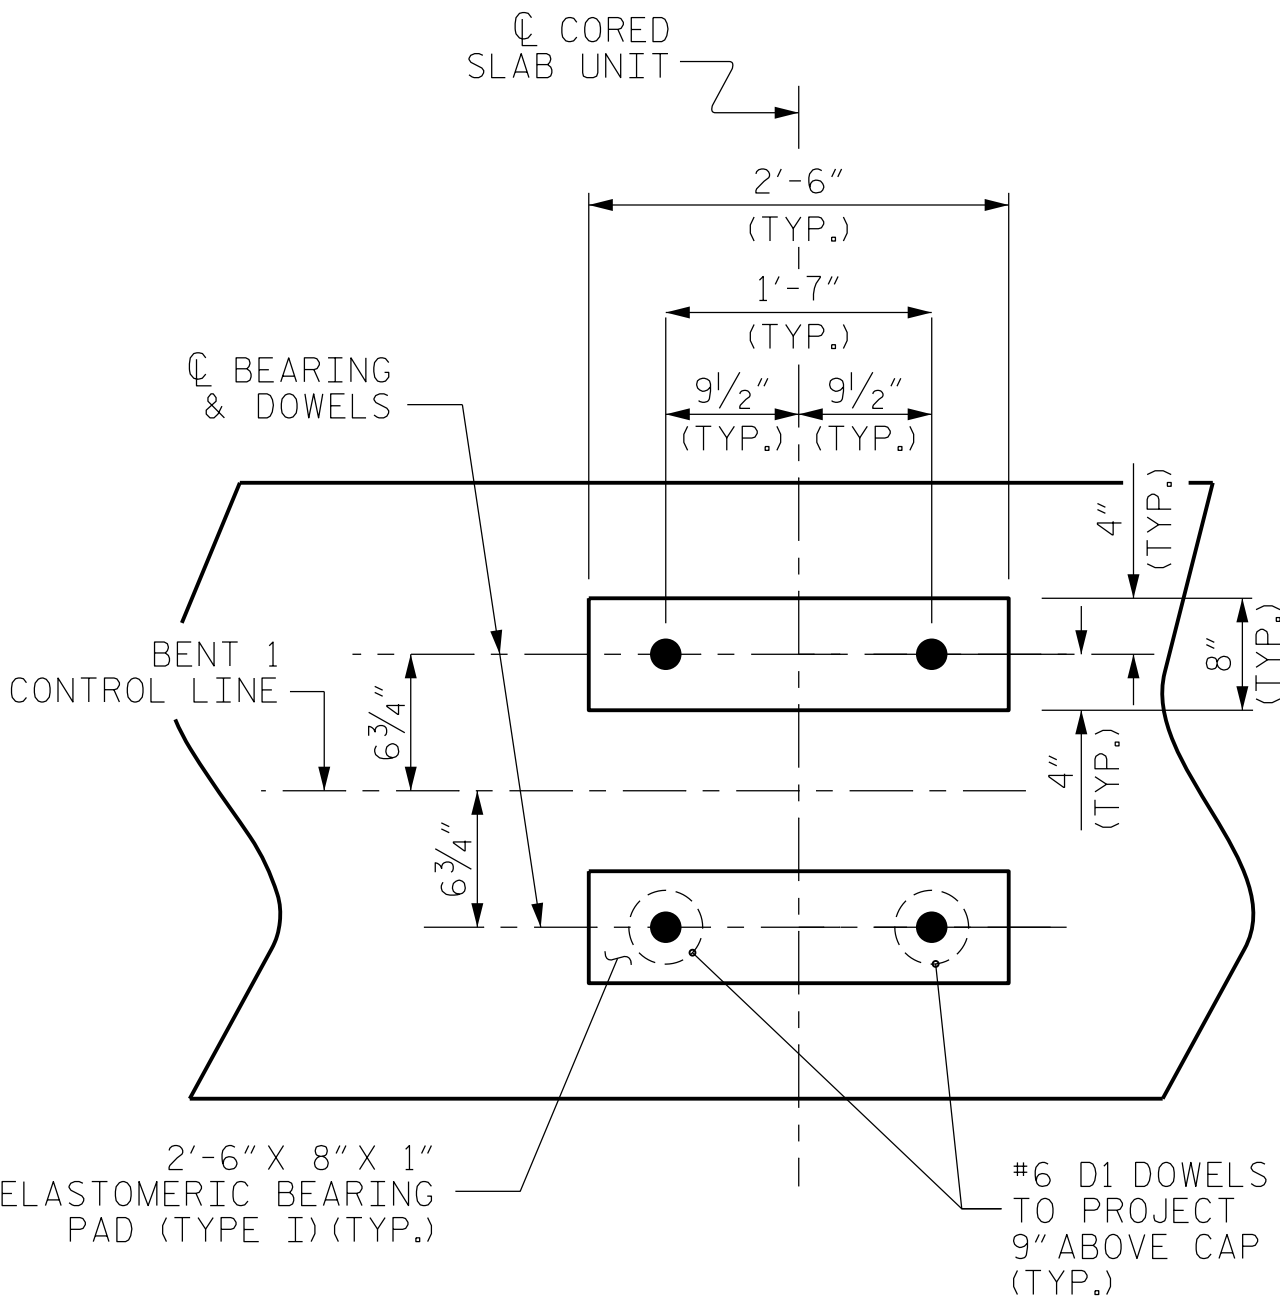 ℄ CORED
SLAB UNIT
2'-6"
(TYP.)
1'-7"
(TYP.)
℄ BEARING
& DOWELS
9½" 9½"
(TYP.) (TYP.)
4"
(TYP.)
8"
(TYP.)
BENT 1
CONTROL LINE
6¾"
4"
(TYP.)
6¾"
2'-6" X 8" X 1"
ELASTOMERIC BEARING
PAD (TYPE I) (TYP.)
#6 D1 DOWELS
TO PROJECT
9" ABOVE CAP
(TYP.)